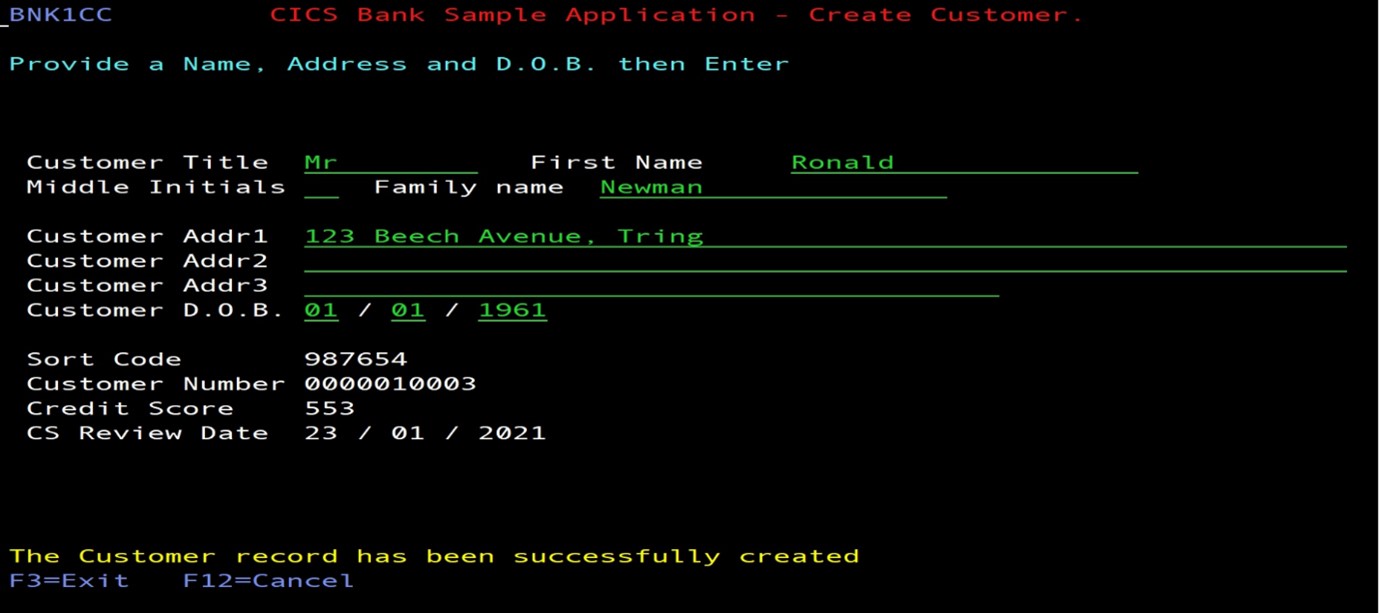 BNK1CC CICS Bank Sample Application - Create Customer.
Provide a Name, Address and D.O.B. then Enter
Customer Title Mr First Name Ronald
Middle Initials Family name Newman
Customer Addr1 123 Beech Avenue, Tring
Customer Addr2
Customer Addr3
Customer D.O.B. 01 / 01 / 1961
Sort Code 987654
Customer Number 0000010003
Credit Score 553
CS Review Date 23 / 01 / 2021
The Customer record has been successfully created
F3=Exit F12=Cancel